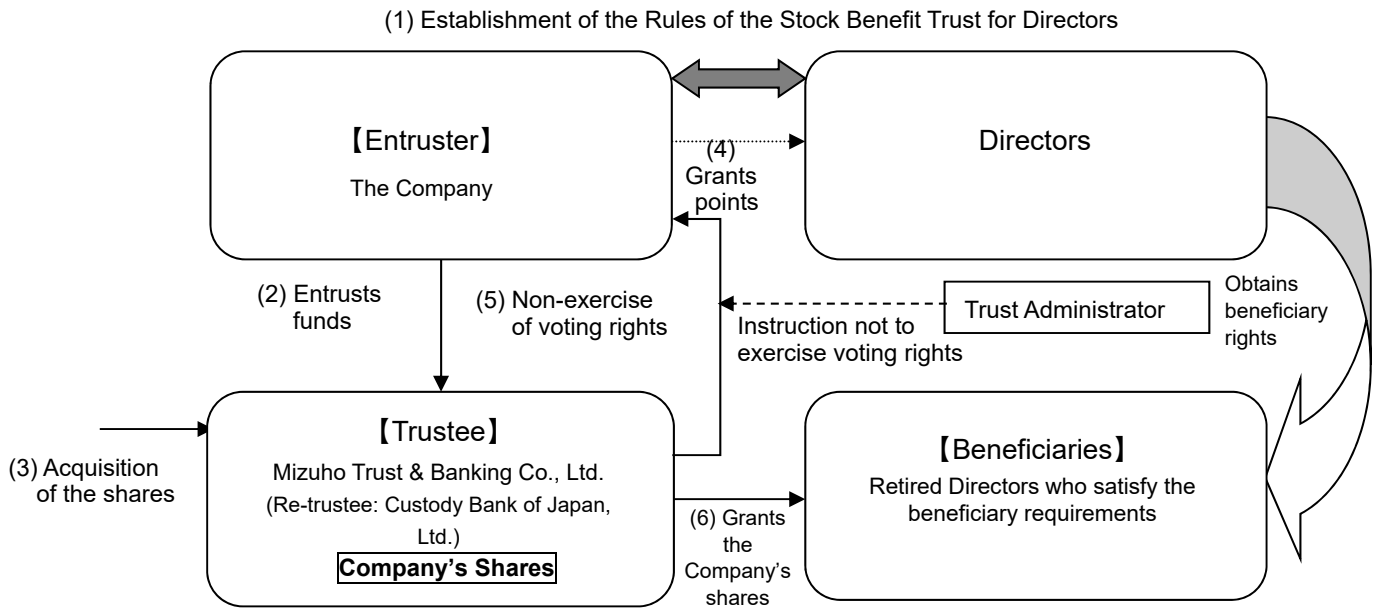 (1) Establishment of the Rules of the Stock Benefit Trust for Directors
【Entruster】
The Company
Directors
(4)
Grants
points
(2) Entrusts
funds
(5) Non-exercise
of voting rights
Instruction not to
exercise voting rights
Trust Administrator
Obtains
beneficiary
rights
(3) Acquisition
of the shares
【Trustee】
Mizuho Trust & Banking Co., Ltd.
(Re-trustee: Custody Bank of Japan,
Ltd.)
Company’s Shares
(6) Grants
the
Company’s
shares
【Beneficiaries】
Retired Directors who satisfy the
beneficiary requirements